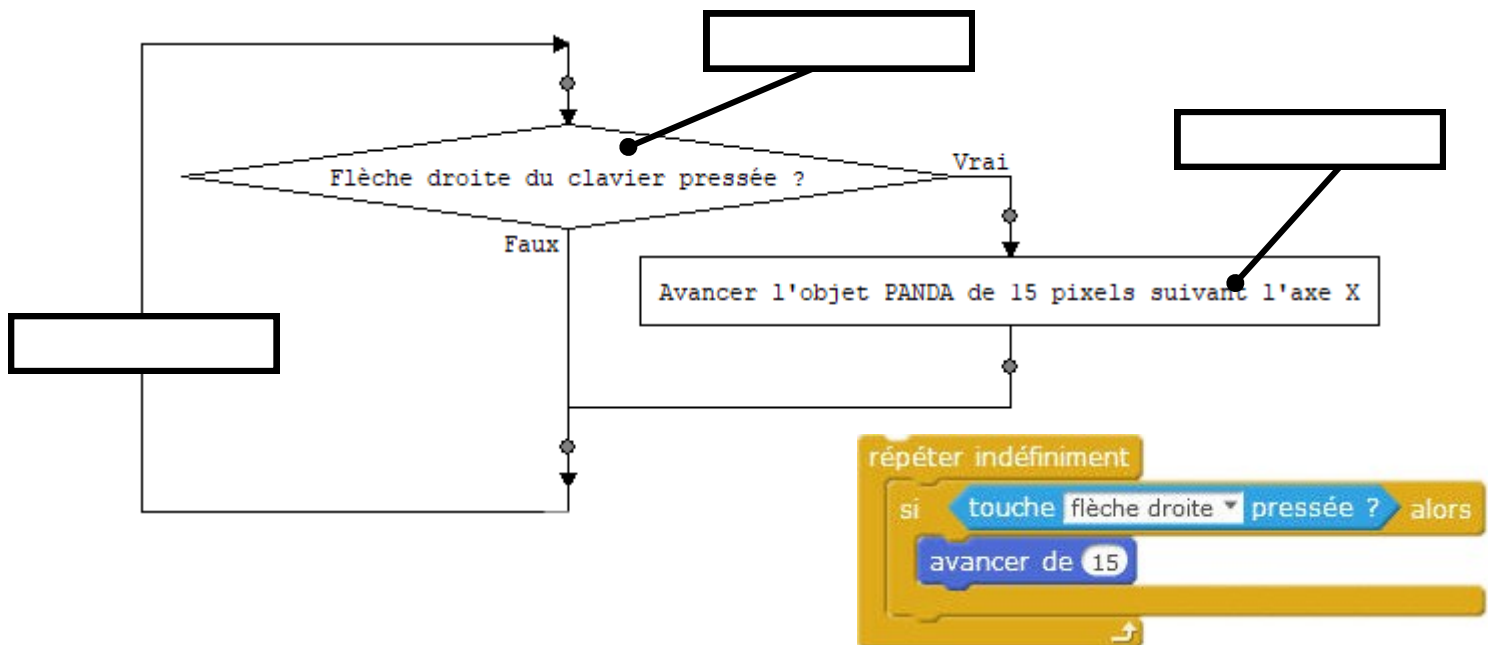 Flèche droite du clavier pressée ?
Vrai
Faux
Avancer l'objet PANDA de 15 pixels suivant l'axe X
répéter indéfiniment
si touche flèche droite pressée ? alors
avancer de 15